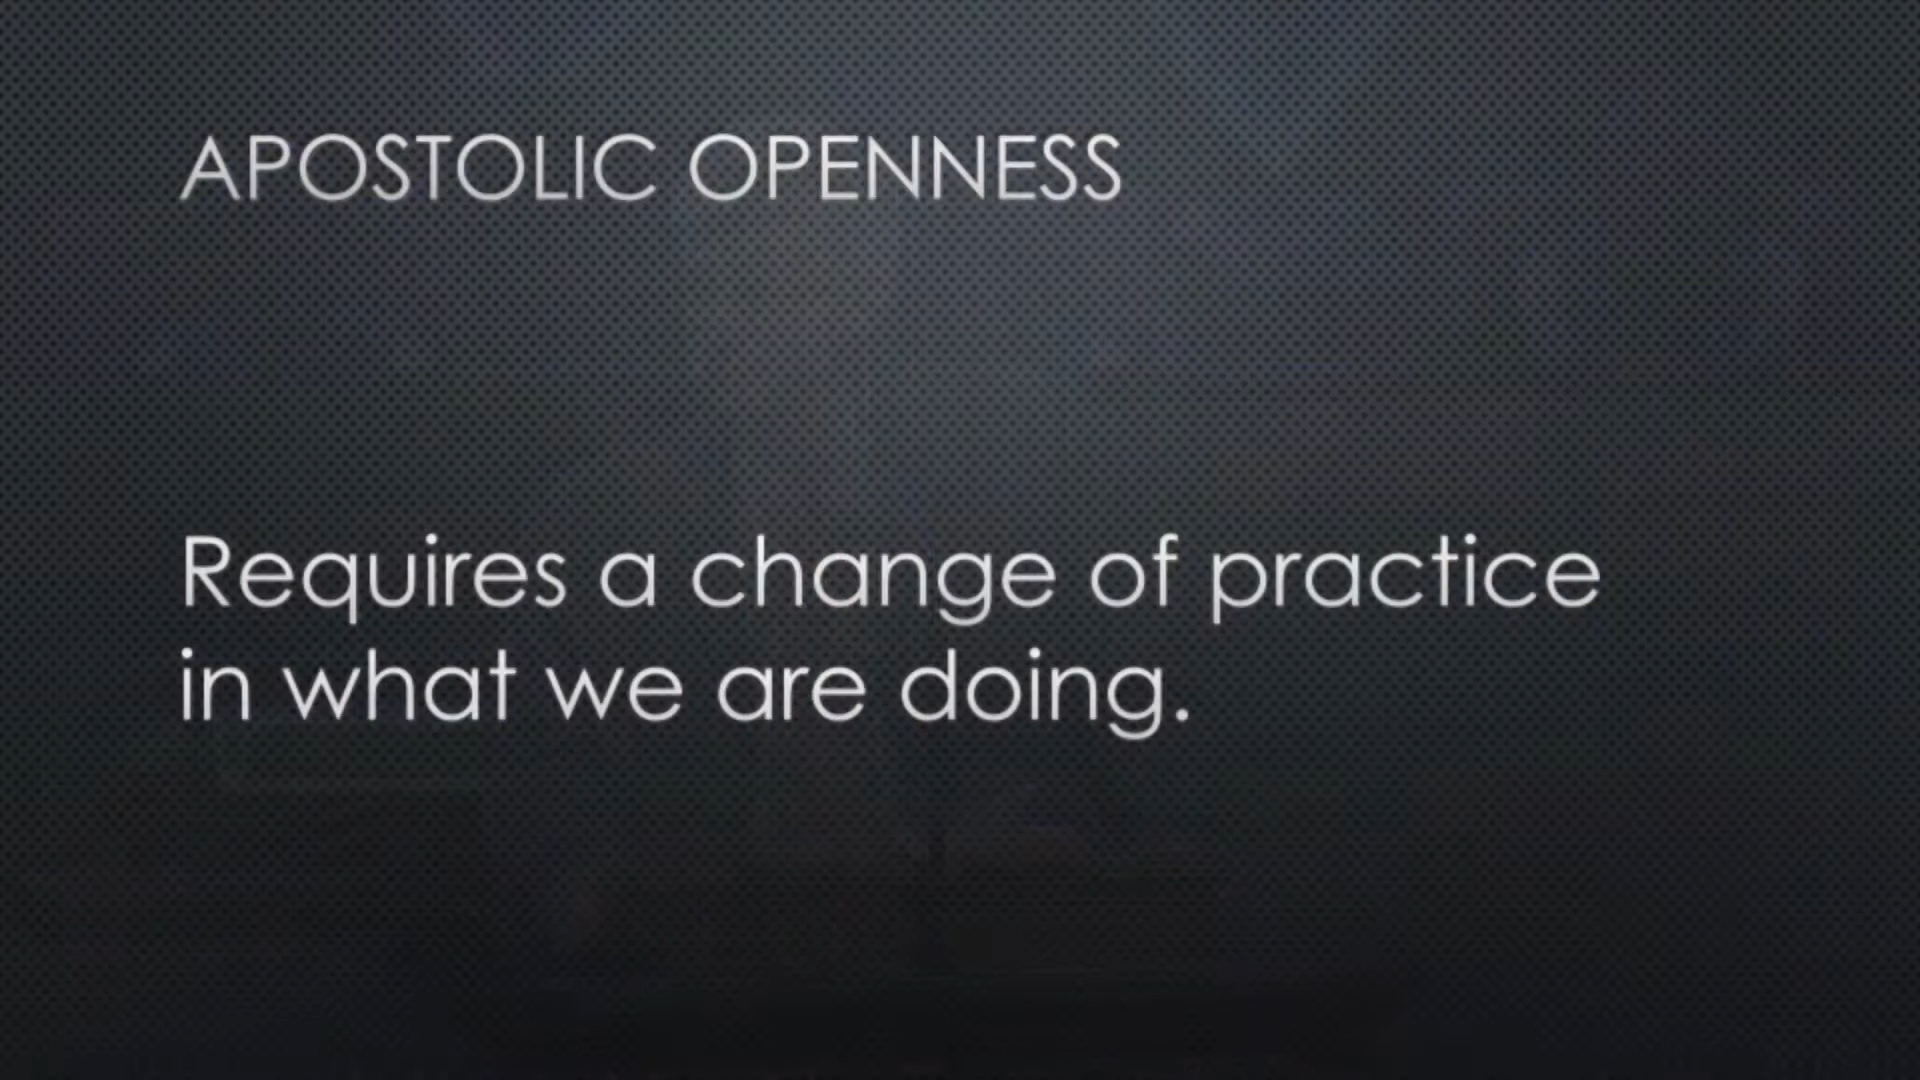 APOSTOLIC OPENNESS
Requires a change of practice
in what we are doing.